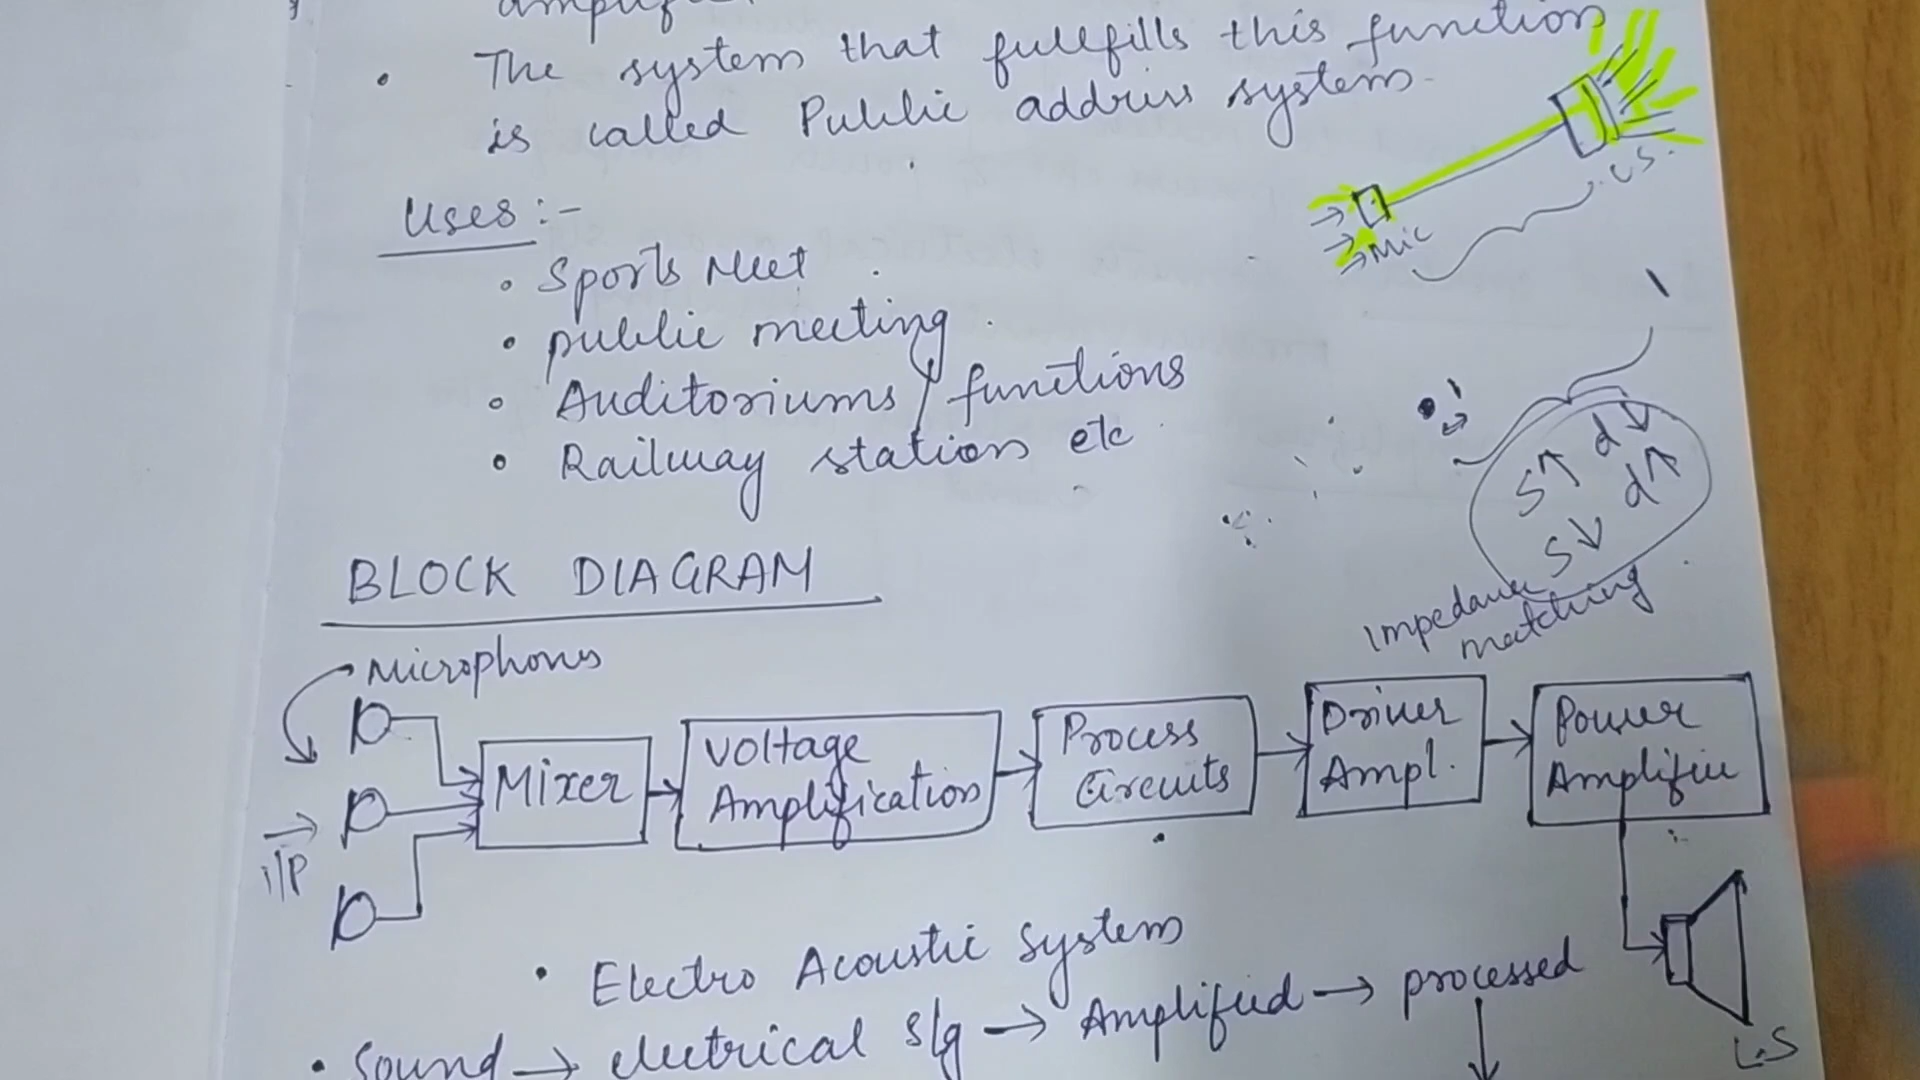 The system that fullfills this function
is called Public address system.
LS.
Mic
Uses:-
Sports Meet
public meeting.
Auditoriums / functions
Railway station etc
S↑ d↓
S↓ d↑
Impedance
matching
BLOCK DIAGRAM
Microphones
i/P
Mixer
Voltage
Amplification
Process
Circuits
Driver
Ampl.
Power
Amplifier
L.S
Electro Acoustic System
Sound → electrical s/g → Amplified → processed